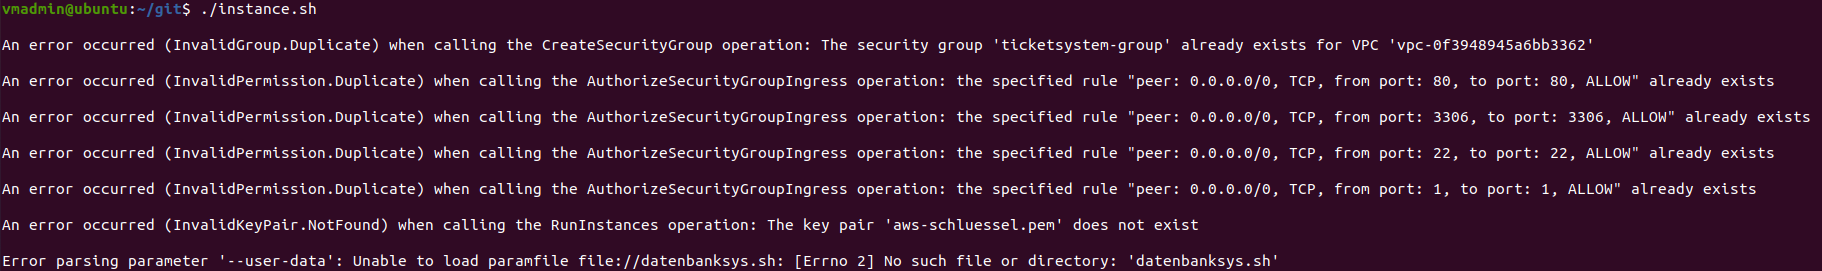 vmadmin@ubuntu:~/git$ ./instance.sh
An error occurred (InvalidGroup.Duplicate) when calling the CreateSecurityGroup operation: The security group 'ticketsystem-group' already exists for VPC 'vpc-0f3948945a6bb3362'
An error occurred (InvalidPermission.Duplicate) when calling the AuthorizeSecurityGroupIngress operation: the specified rule "peer: 0.0.0.0/0, TCP, from port: 80, to port: 80, ALLOW" already exists
An error occurred (InvalidPermission.Duplicate) when calling the AuthorizeSecurityGroupIngress operation: the specified rule "peer: 0.0.0.0/0, TCP, from port: 3306, to port: 3306, ALLOW" already exists
An error occurred (InvalidPermission.Duplicate) when calling the AuthorizeSecurityGroupIngress operation: the specified rule "peer: 0.0.0.0/0, TCP, from port: 22, to port: 22, ALLOW" already exists
An error occurred (InvalidPermission.Duplicate) when calling the AuthorizeSecurityGroupIngress operation: the specified rule "peer: 0.0.0.0/0, TCP, from port: 1, to port: 1, ALLOW" already exists
An error occurred (InvalidKeyPair.NotFound) when calling the RunInstances operation: The key pair 'aws-schluessel.pem' does not exist
Error parsing parameter '--user-data': Unable to load paramfile file://datenbanksys.sh: [Errno 2] No such file or directory: 'datenbanksys.sh'